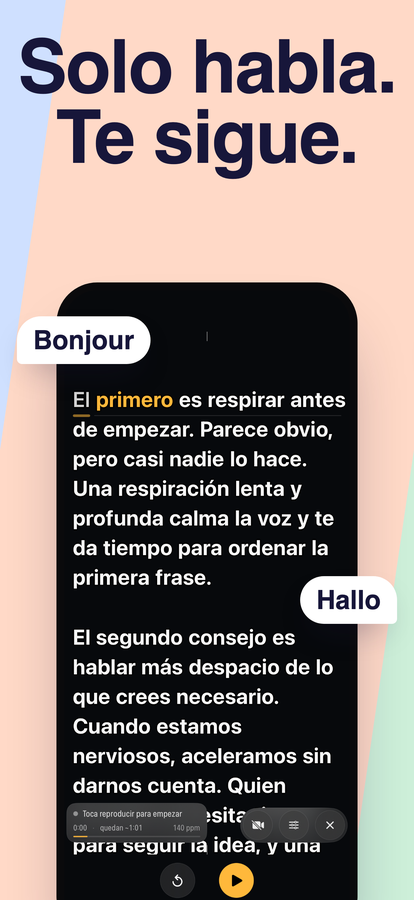 Solo habla.
Te sigue.
Bonjour
El primero es respirar antes
de empezar. Parece obvio,
pero casi nadie lo hace.
Una respiración lenta y
profunda calma la voz y te
da tiempo para ordenar la
primera frase.
Hallo
El segundo consejo es
hablar más despacio de lo
que crees necesario.
Cuando estamos
nerviosos, aceleramos sin
darnos cuenta. Quien
Toca reproducir para empezar
0:00 quedan ~1:01 140 ppm
para seguir la idea, y una